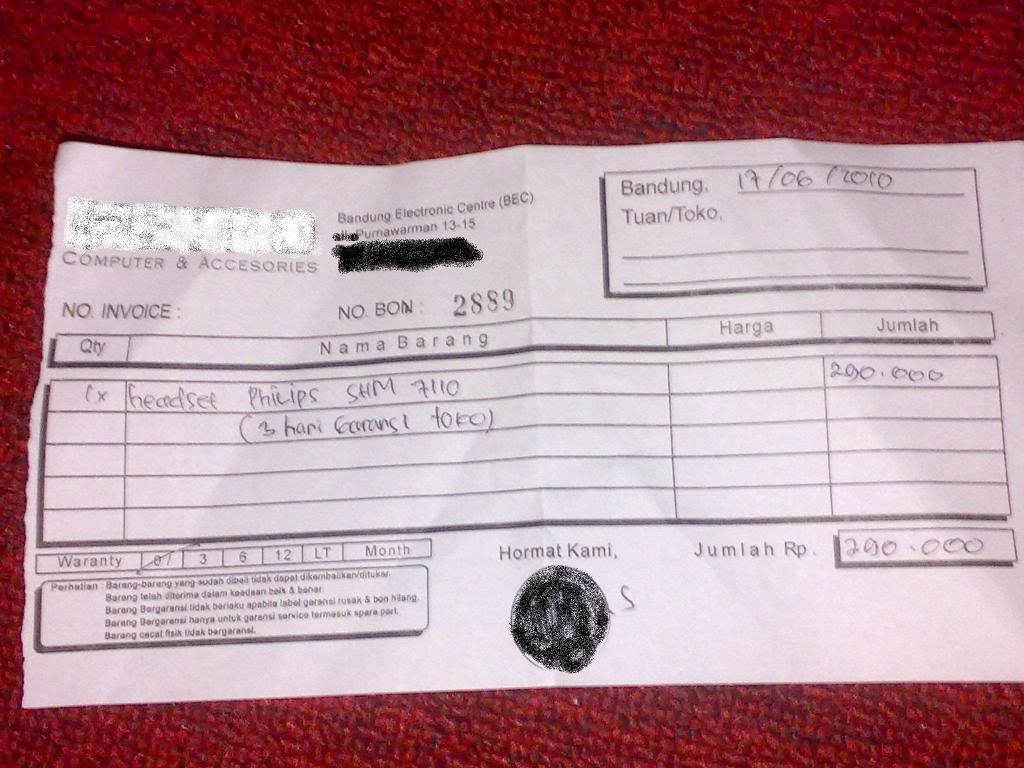 COMPUTER & ACCESORIES
Bandung Electronic Centre (BEC)
Purnawarman 13-15
Bandung, 17/06/2010
Tuan/Toko.
NO. INVOICE :
NO. BON : 2889
Qty Nama Barang Harga Jumlah
1x headset Philips SHM 7110 290.000
(3 hari Garansi toko)
Waranty 01 3 6 12 LT Month
Hormat Kami,
Jumlah Rp. 290.000
Perhatian : Barang-barang yang sudah dibeli tidak dapat dikembalikan/ditukar.
Barang telah diterima dalam keadaan baik & benar.
Barang Bergaransi tidak berlaku apabila label garansi rusak & bon hilang.
Barang Bergaransi hanya untuk garansi service termasuk spare part.
Barang cacat fisik tidak bergaransi.